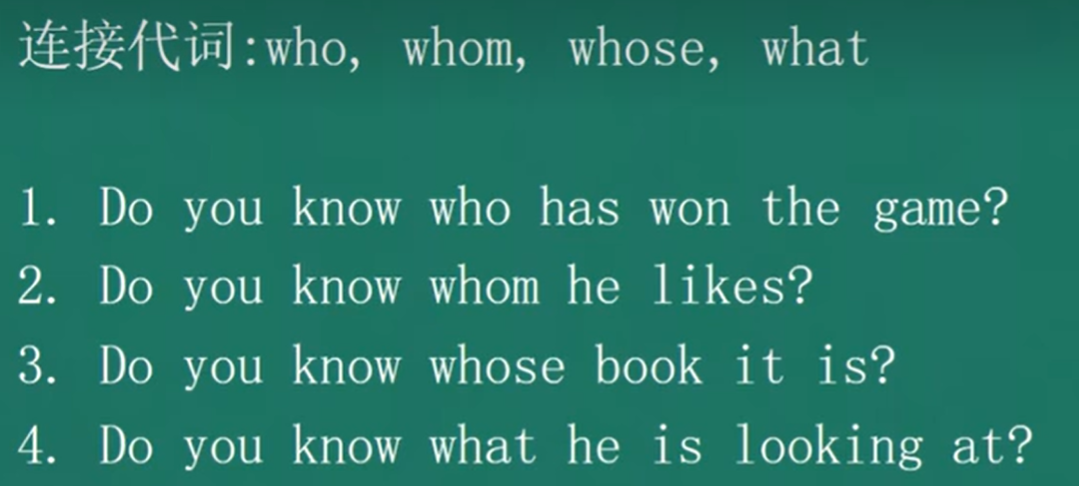 连接代词:who, whom, whose, what
1. Do you know who has won the game?
2. Do you know whom he likes?
3. Do you know whose book it is?
4. Do you know what he is looking at?